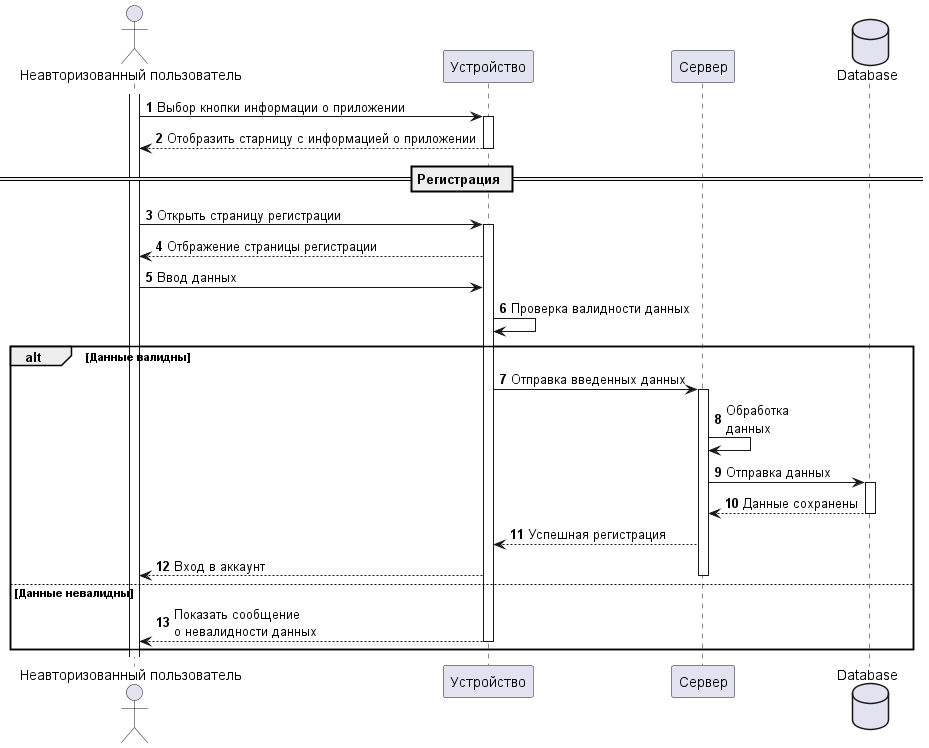 Неавторизованный пользователь
Устройство
Сервер
Database
1 Выбор кнопки информации о приложении
2 Отобразить старницу с информацией о приложении
Регистрация
3 Открыть страницу регистрации
4 Отбражение страницы регистрации
5 Ввод данных
6 Проверка валидности данных
alt [Данные валидны]
7 Отправка введенных данных
8 Обработка
данных
9 Отправка данных
10 Данные сохранены
11 Успешная регистрация
12 Вход в аккаунт
[Данные невалидны]
13 Показать сообщение
о невалидности данных
Неавторизованный пользователь
Устройство
Сервер
Database